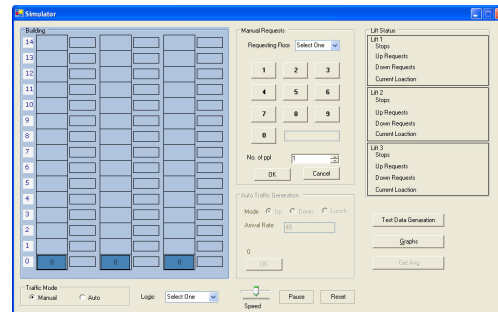 Simulator
Building
14
13
12
11
10
9
8
7
6
5
4
3
2
1
0 0 0 0
Traffic Mode
Manual Auto
Logic Select One
Manual Requests
Requesting Floor Select One
1 2 3
4 5 6
7 8 9
0
No. of ppl 1
OK Cancel
Auto Traffic Generation
Mode Up Down Lunch
Arrival Rate 45
0
OK
Speed
Pause Reset
Lift Status
Lift 1
Stops
Up Requests
Down Requests
Current Loaction
Lift 2
Stops
Up Requests
Down Requests
Current Loaction
Lift 3
Stops
Up Requests
Down Requests
Current Loaction
Test Data Genaration
Graphs
Get Avg